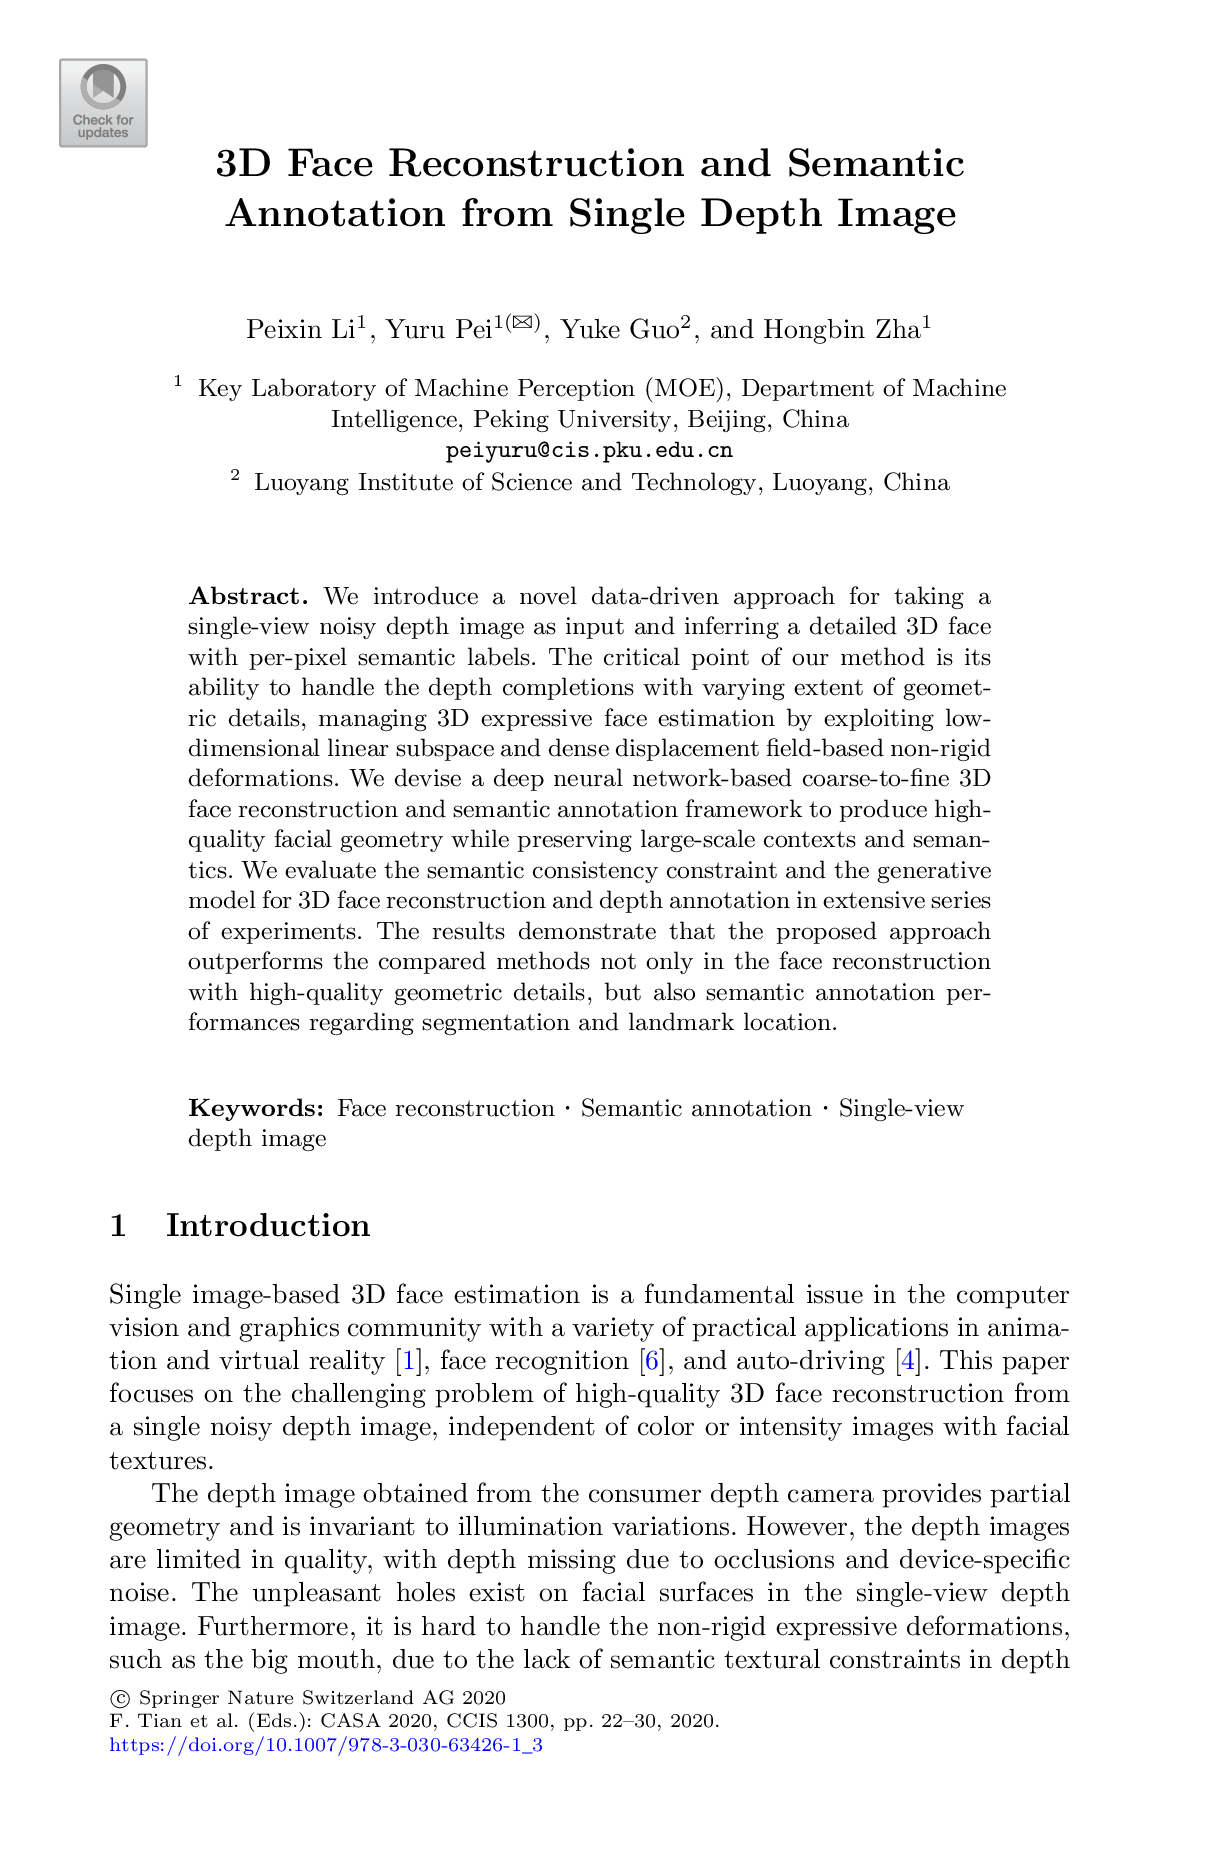 Check for
updates
3D Face Reconstruction and Semantic
Annotation from Single Depth Image
Peixin Li1, Yuru Pei1(✉), Yuke Guo2, and Hongbin Zha1
1 Key Laboratory of Machine Perception (MOE), Department of Machine
Intelligence, Peking University, Beijing, China
peiyuru@cis.pku.edu.cn
2 Luoyang Institute of Science and Technology, Luoyang, China
Abstract. We introduce a novel data-driven approach for taking a
single-view noisy depth image as input and inferring a detailed 3D face
with per-pixel semantic labels. The critical point of our method is its
ability to handle the depth completions with varying extent of geomet-
ric details, managing 3D expressive face estimation by exploiting low-
dimensional linear subspace and dense displacement field-based non-rigid
deformations. We devise a deep neural network-based coarse-to-fine 3D
face reconstruction and semantic annotation framework to produce high-
quality facial geometry while preserving large-scale contexts and seman-
tics. We evaluate the semantic consistency constraint and the generative
model for 3D face reconstruction and depth annotation in extensive series
of experiments. The results demonstrate that the proposed approach
outperforms the compared methods not only in the face reconstruction
with high-quality geometric details, but also semantic annotation per-
formances regarding segmentation and landmark location.
Keywords: Face reconstruction · Semantic annotation · Single-view
depth image
1 Introduction
Single image-based 3D face estimation is a fundamental issue in the computer
vision and graphics community with a variety of practical applications in anima-
tion and virtual reality [1], face recognition [6], and auto-driving [4]. This paper
focuses on the challenging problem of high-quality 3D face reconstruction from
a single noisy depth image, independent of color or intensity images with facial
textures.
The depth image obtained from the consumer depth camera provides partial
geometry and is invariant to illumination variations. However, the depth images
are limited in quality, with depth missing due to occlusions and device-specific
noise. The unpleasant holes exist on facial surfaces in the single-view depth
image. Furthermore, it is hard to handle the non-rigid expressive deformations,
such as the big mouth, due to the lack of semantic textural constraints in depth
© Springer Nature Switzerland AG 2020
F. Tian et al. (Eds.): CASA 2020, CCIS 1300, pp. 22–30, 2020.
https://doi.org/10.1007/978-3-030-63426-1_3